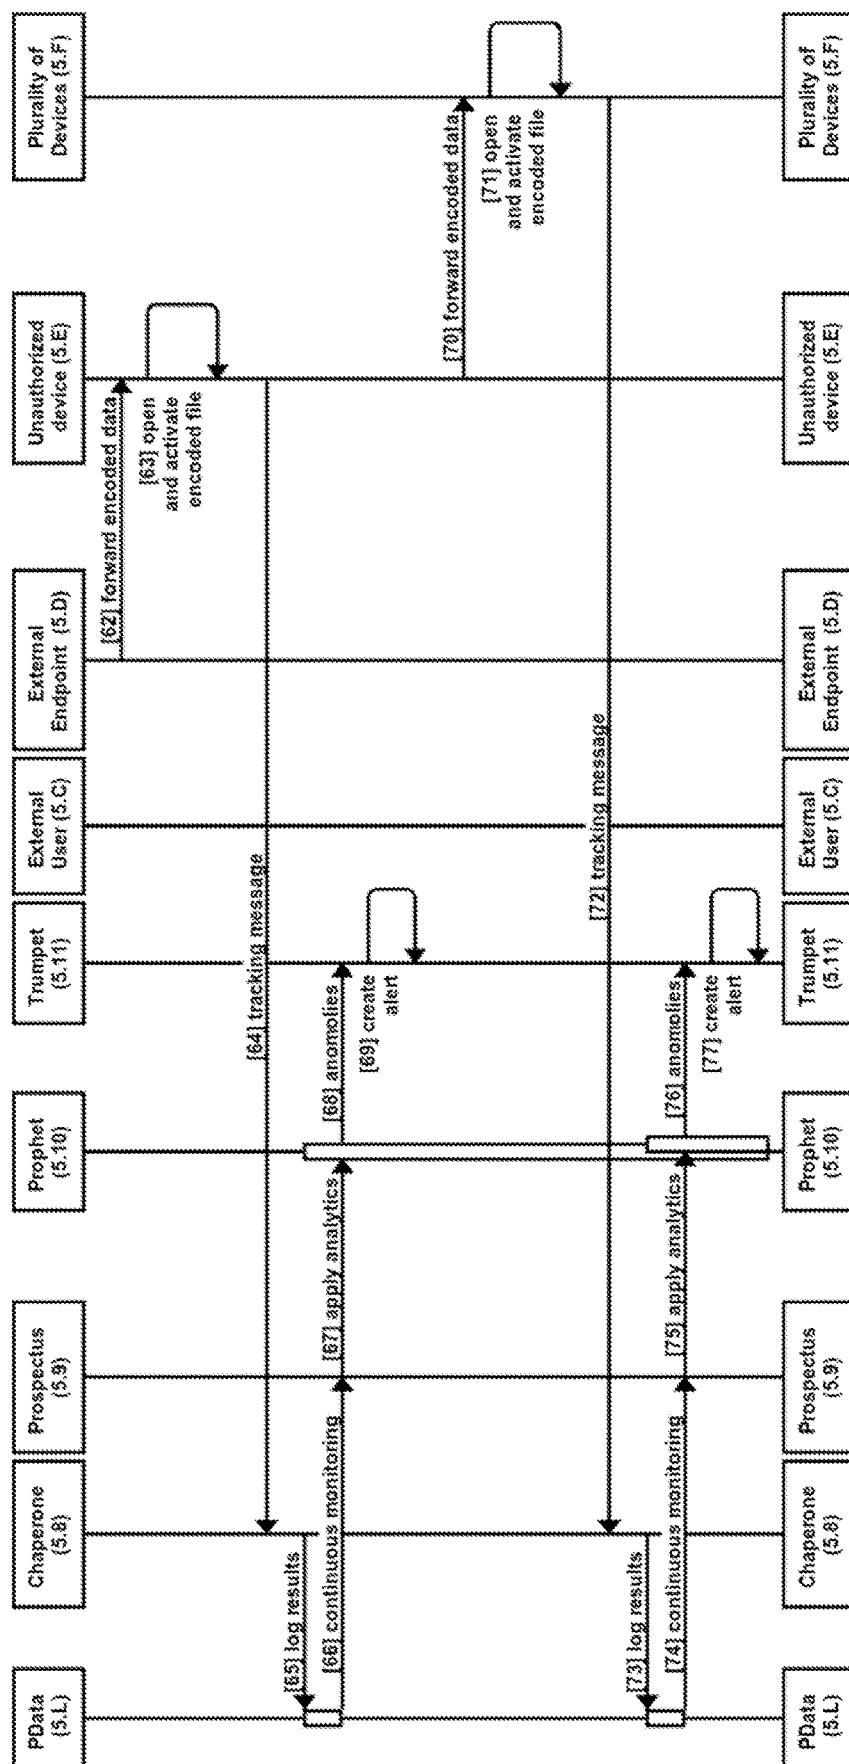 PData
(5.L)
Chaperone
(5.8)
Prospectus
(5.9)
Prophet
(5.10)
Trumpet
(5.11)
External
User (5.C)
External
Endpoint (5.D)
Unauthorized
device (5.E)
Plurality of
Devices (5.F)
[62] forward encoded data
[63] open
and activate
encoded file
[64] tracking message
[65] log results
[66] continuous monitoring
[67] apply analytics
[68] anomolies
[69] create
alert
[70] forward encoded data
[71] open
and activate
encoded file
[72] tracking message
[73] log results
[74] continuous monitoring
[75] apply analytics
[76] anomolies
[77] create
alert
PData
(5.L)
Chaperone
(5.8)
Prospectus
(5.9)
Prophet
(5.10)
Trumpet
(5.11)
External
User (5.C)
External
Endpoint (5.D)
Unauthorized
device (5.E)
Plurality of
Devices (5.F)